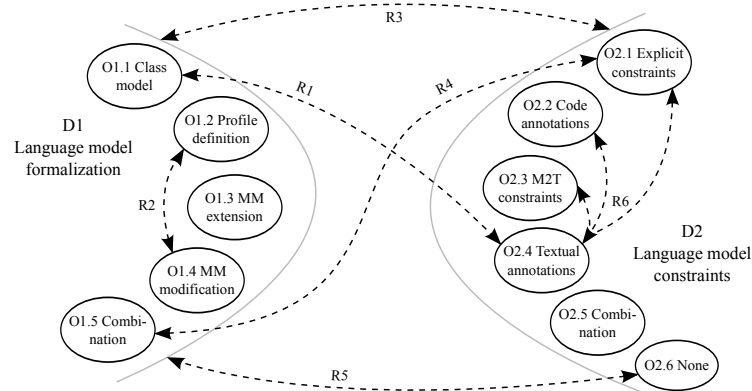 R3
O1.1 Class
model
O2.1 Explicit
constraints
R4
R1
O2.2 Code
annotations
O1.2 Profile
definition
D1
Language model
formalization
O2.3 M2T
constraints
O1.3 MM
extension
R2
R6
D2
Language model
constraints
O2.4 Textual
annotations
O1.4 MM
modification
O1.5 Combi-
nation
O2.5 Combi-
nation
R5
O2.6 None